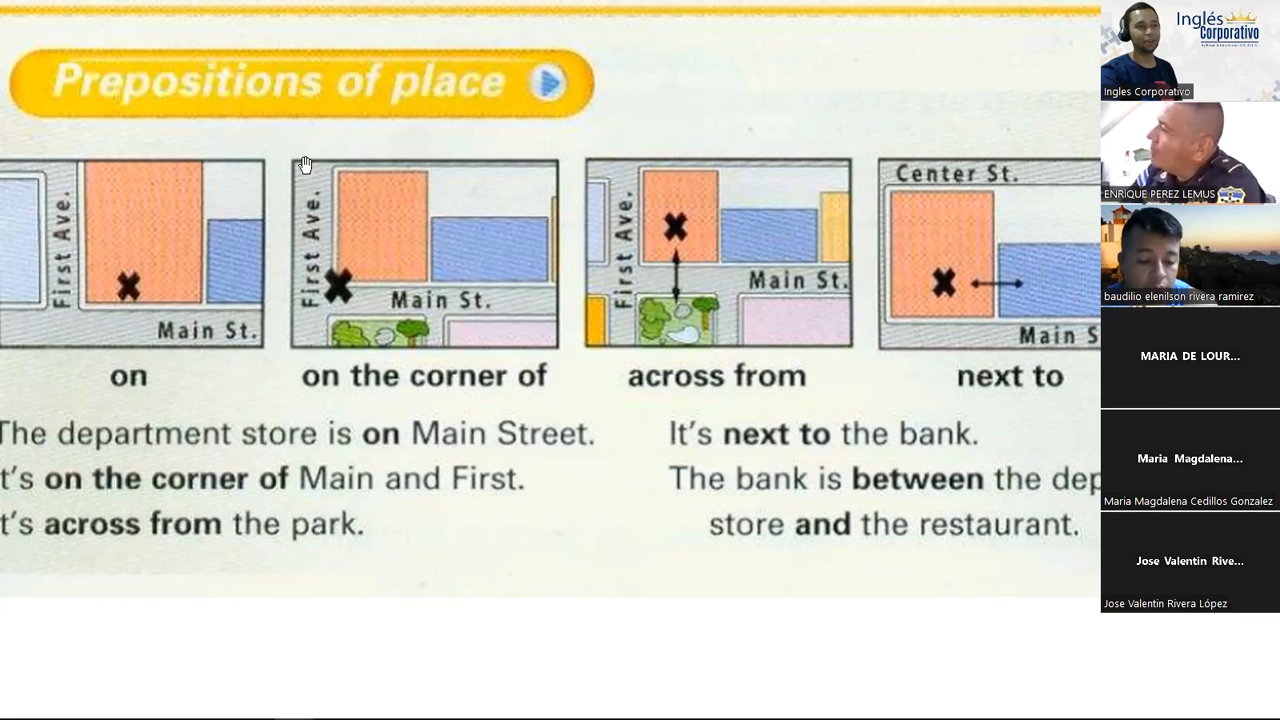 Prepositions of place
First Ave.
Main St.
First Ave.
Main St.
First Ave.
Main St.
Center St.
Main S
on
on the corner of
across from
next to
The department store is on Main Street.
t's on the corner of Main and First.
t's across from the park.
It's next to the bank.
The bank is between the dep
store and the restaurant.
Inglés
Corporativo
Ingles Corporativo
ENRIQUE PEREZ LEMUS
baudilio elenilson rivera ramirez
MARIA DE LOUR...
Maria Magdalena...
Maria Magdalena Cedillos Gonzalez
Jose Valentin Rive...
Jose Valentin Rivera López